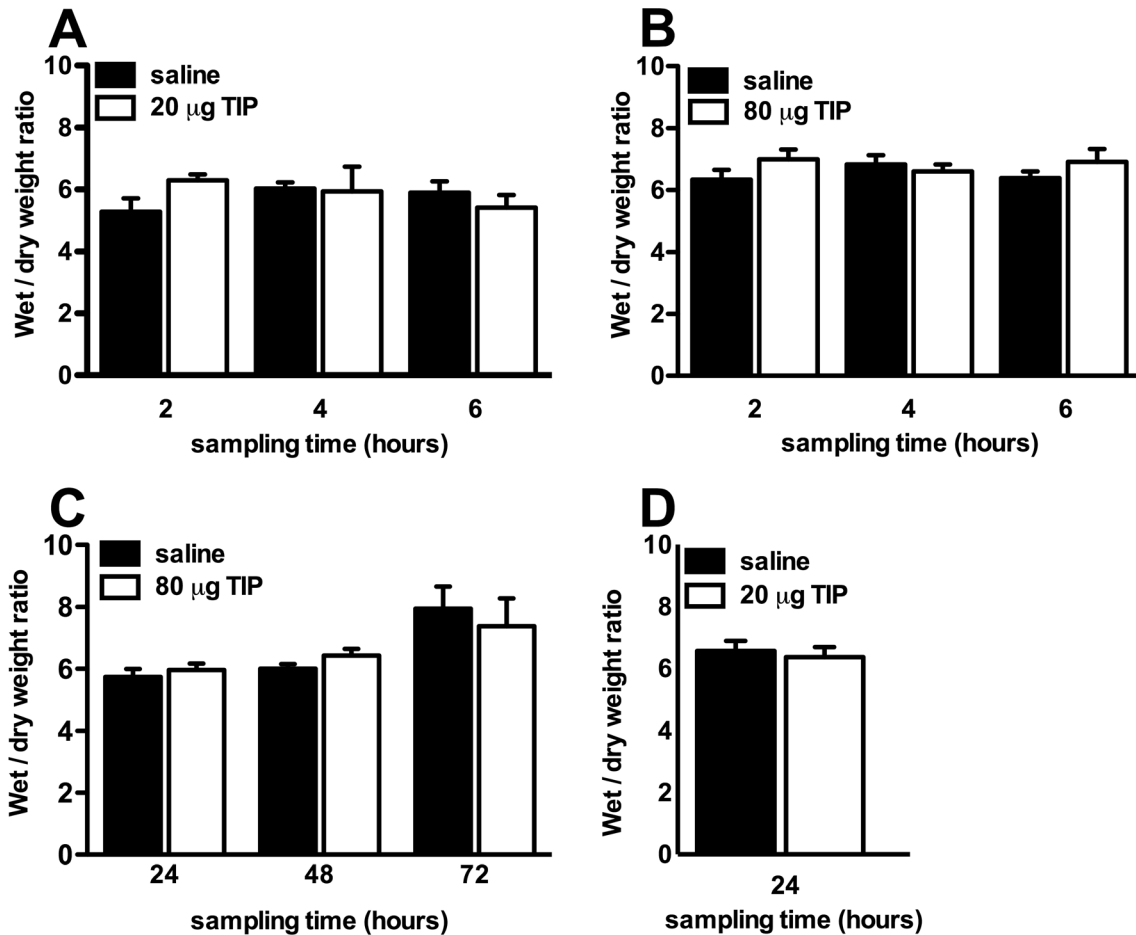 A
Wet / dry weight ratio
10
8
6
4
2
0
saline
20 μg TIP
2 4 6
sampling time (hours)
B
Wet / dry weight ratio
10
8
6
4
2
0
saline
80 μg TIP
2 4 6
sampling time (hours)
C
Wet / dry weight ratio
10
8
6
4
2
0
saline
80 μg TIP
24 48 72
sampling time (hours)
D
Wet / dry weight ratio
10
8
6
4
2
0
saline
20 μg TIP
24
sampling time (hours)